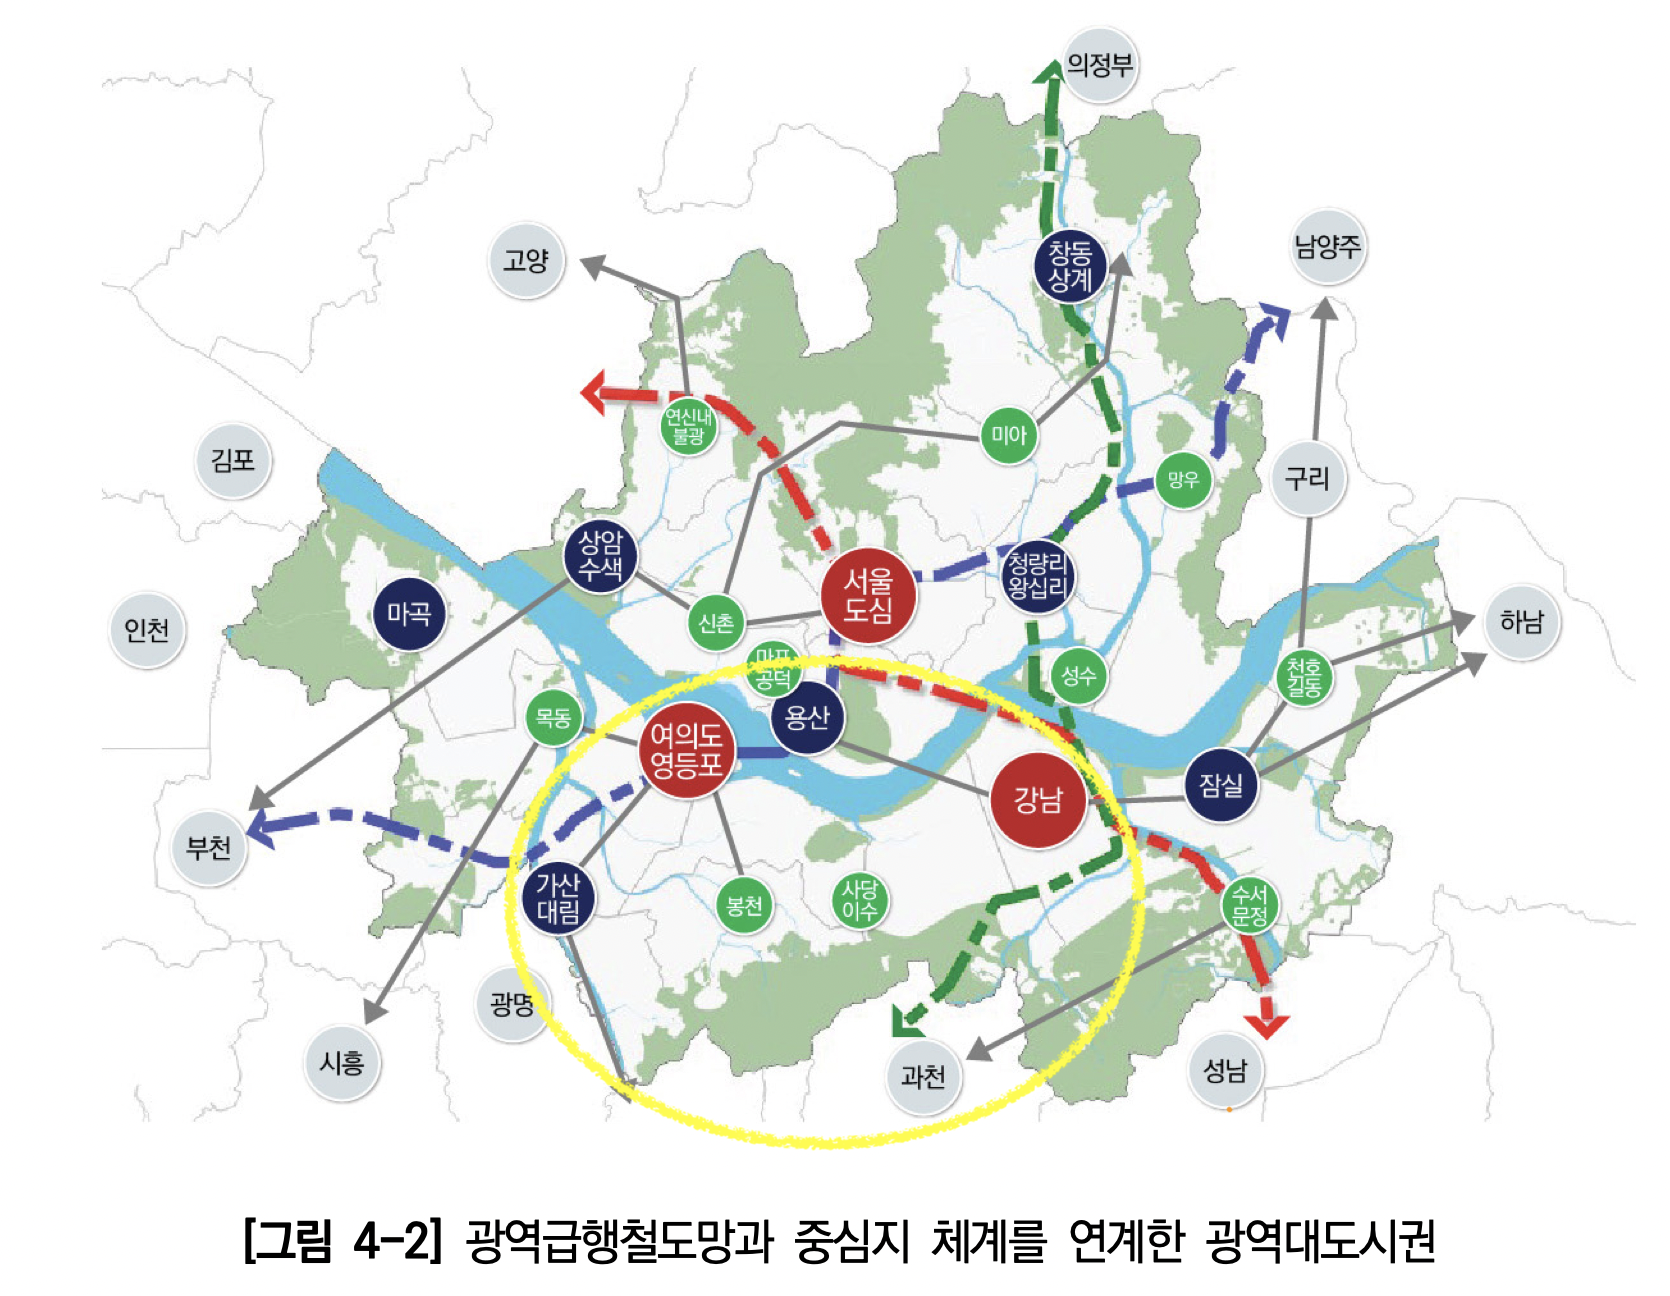 의정부
남양주
고양
창동
상계
연신내
불광
미아
김포
구리
망우
상암
수색
서울
도심
청량리
왕십리
마곡
인천
신촌
하남
마포
공덕
성수
천호
길동
목동
용산
여의도
영등포
강남
잠실
부천
가산
대림
봉천
사당
이수
수서
문정
광명
시흥
과천
성남
[그림 4-2] 광역급행철도망과 중심지 체계를 연계한 광역대도시권